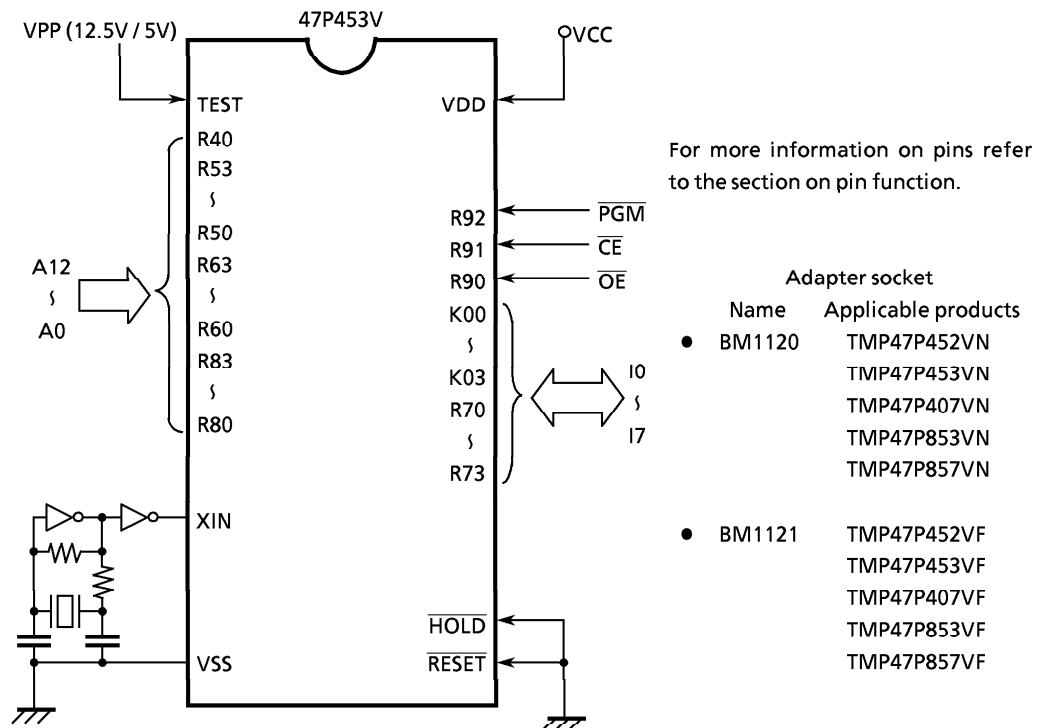 47P453V
VPP (12.5V / 5V)
VCC
TEST
VDD
R40
R53
R50
R63
R60
R83
R80
A12
A0
R92
PGM
R91
CE
R90
OE
K00
K03
R70
R73
I0
I7
XIN
HOLD
VSS
RESET
For more information on pins refer
to the section on pin function.
Adapter socket
Name Applicable products
● BM1120 TMP47P452VN
TMP47P453VN
TMP47P407VN
TMP47P853VN
TMP47P857VN
● BM1121 TMP47P452VF
TMP47P453VF
TMP47P407VF
TMP47P853VF
TMP47P857VF